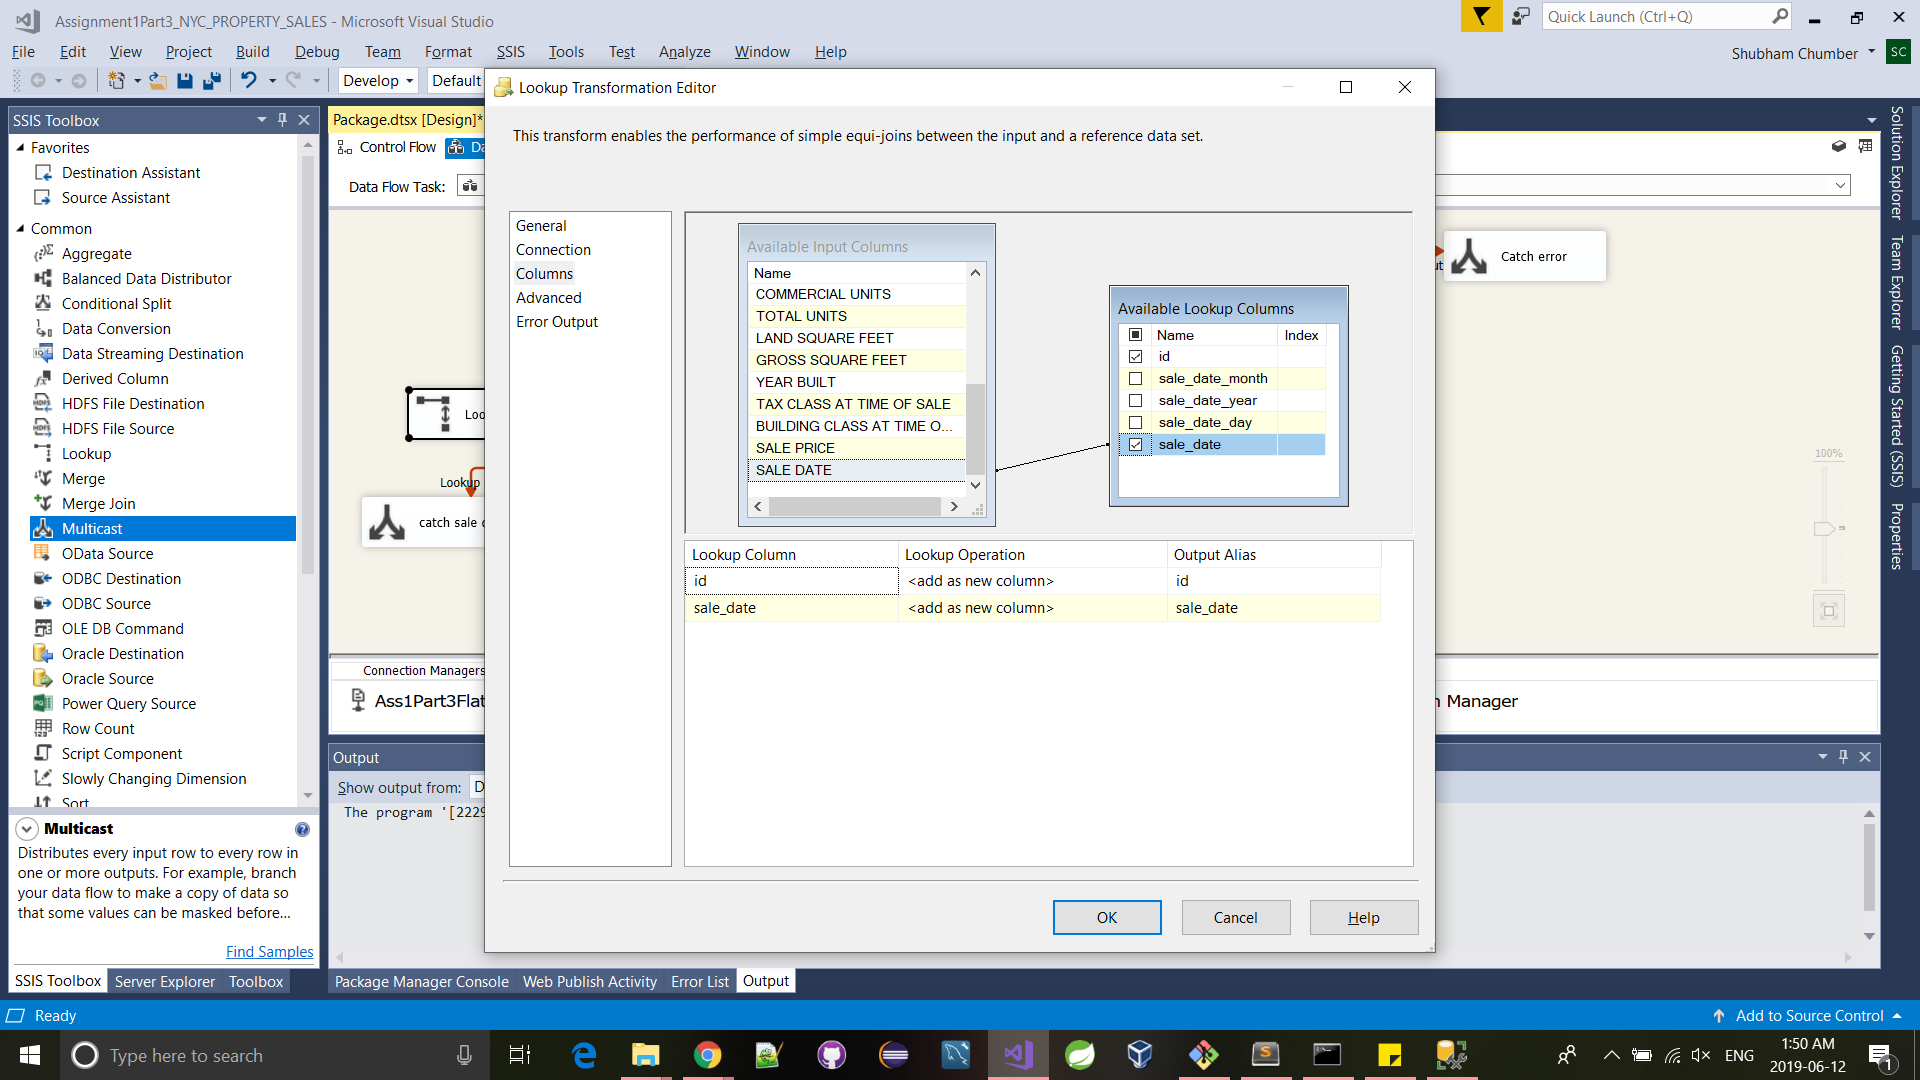 Assignment1Part3_NYC_PROPERTY_SALES - Microsoft Visual Studio
Quick Launch (Ctrl+Q)
File Edit View Project Build Debug Team Format SSIS Tools Test Analyze Window Help
Shubham Chumber SC
Develop Default
SSIS Toolbox
Favorites
Destination Assistant
Source Assistant
Common
Aggregate
Balanced Data Distributor
Conditional Split
Data Conversion
Data Streaming Destination
Derived Column
HDFS File Destination
HDFS File Source
Lookup
Merge
Merge Join
Multicast
OData Source
ODBC Destination
ODBC Source
OLE DB Command
Oracle Destination
Oracle Source
Power Query Source
Row Count
Script Component
Slowly Changing Dimension
Sort
Multicast
Distributes every input row to every row in
one or more outputs. For example, branch
your data flow to make a copy of data so
that some values can be masked before...
Find Samples
SSIS Toolbox Server Explorer Toolbox
Package.dtsx [Design]*
Control Flow Da
Data Flow Task:
Loo
Lookup
catch sale d
Connection Managers
Ass1Part3Flat
Output
Show output from: D
The program '[2229
Package Manager Console Web Publish Activity Error List Output
Lookup Transformation Editor
This transform enables the performance of simple equi-joins between the input and a reference data set.
General
Connection
Columns
Advanced
Error Output
Available Input Columns
Name
COMMERCIAL UNITS
TOTAL UNITS
LAND SQUARE FEET
GROSS SQUARE FEET
YEAR BUILT
TAX CLASS AT TIME OF SALE
BUILDING CLASS AT TIME O...
SALE PRICE
SALE DATE
Available Lookup Columns
Name Index
id
sale_date_month
sale_date_year
sale_date_day
sale_date
Lookup Column Lookup Operation Output Alias
id <add as new column> id
sale_date <add as new column> sale_date
OK Cancel Help
ut
Catch error
100%
n Manager
Solution Explorer
Team Explorer
Getting Started (SSIS)
Properties
Ready
Add to Source Control
Type here to search
ENG
1:50 AM
2019-06-12
1